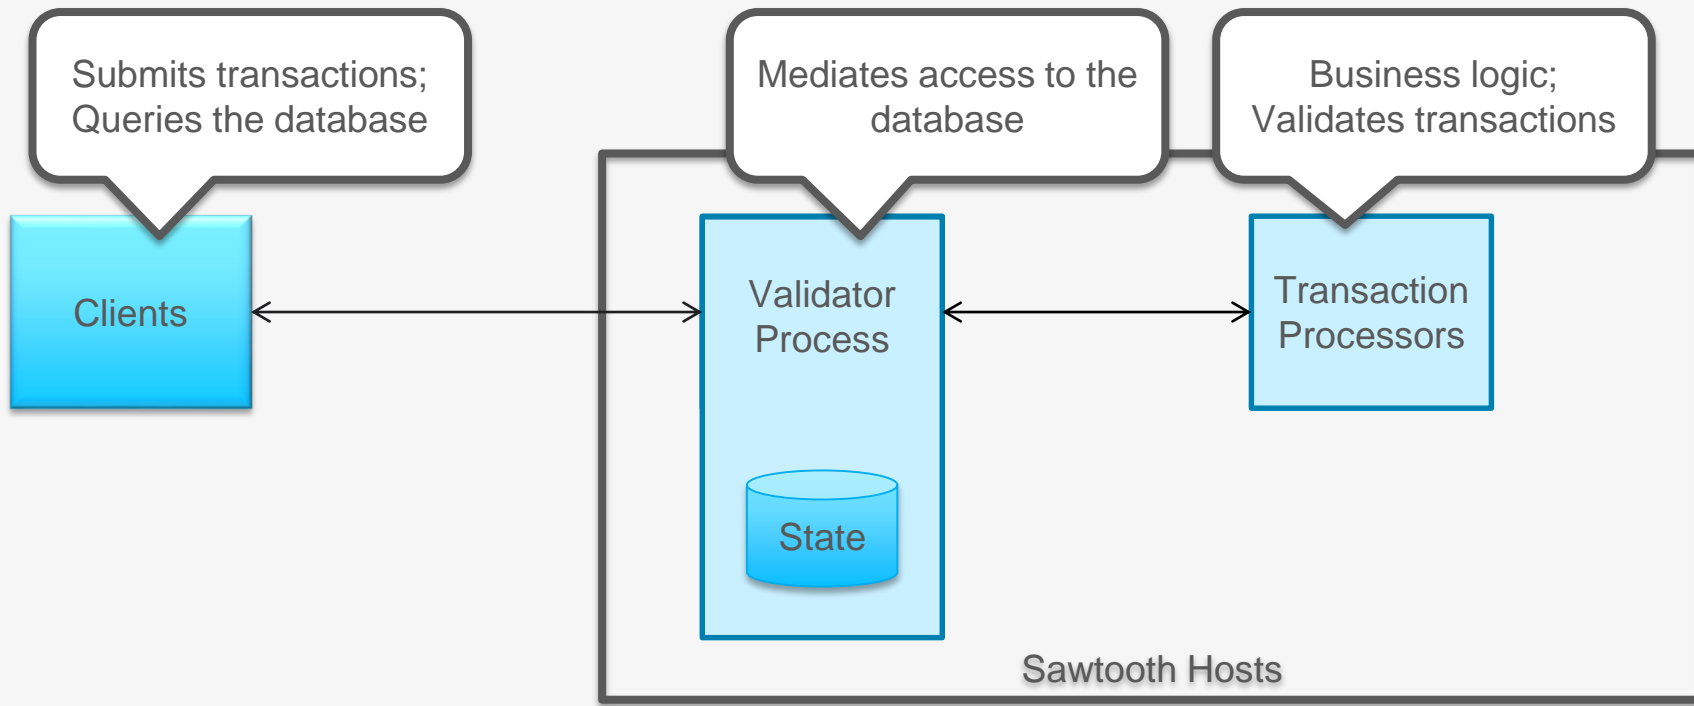 Submits transactions;
Queries the database
Mediates access to the
database
Business logic;
Validates transactions
Clients
Validator
Process
Transaction
Processors
State
Sawtooth Hosts